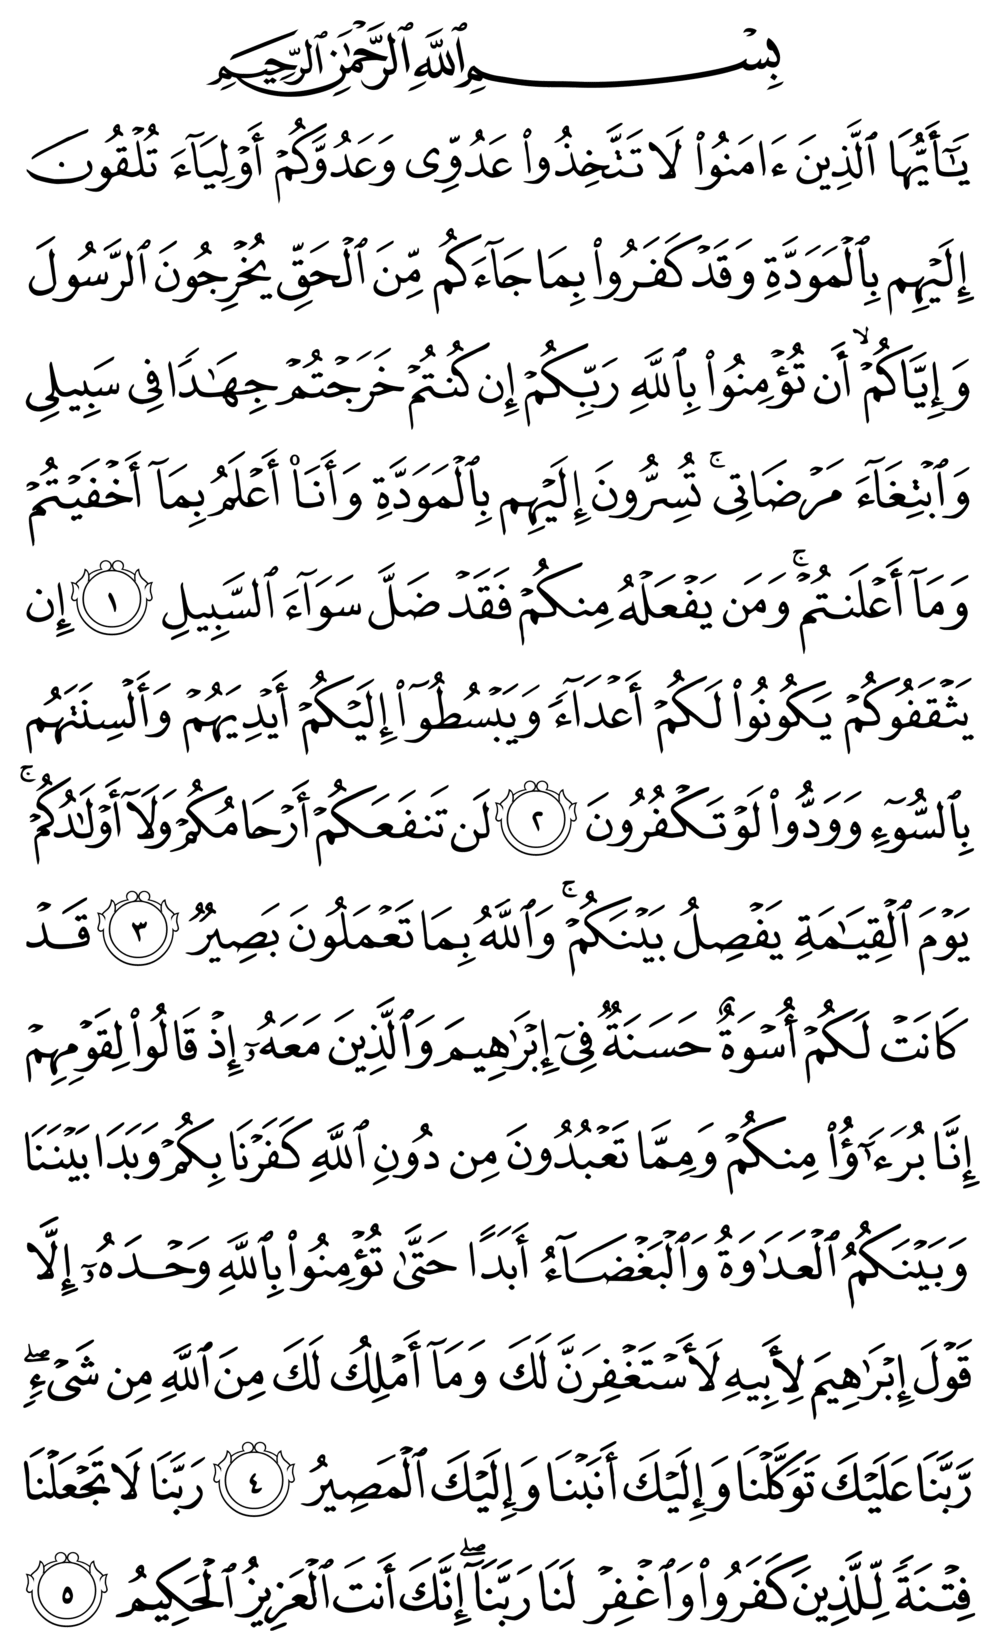 بِسْمِ ٱللَّهِ ٱلرَّحْمَٰنِ ٱلرَّحِيمِ
يَٰٓأَيُّهَا ٱلَّذِينَ ءَامَنُوا۟ لَا تَتَّخِذُوا۟ عَدُوِّى وَعَدُوَّكُمْ أَوْلِيَآءَ تُلْقُونَ
إِلَيْهِم بِٱلْمَوَدَّةِ وَقَدْ كَفَرُوا۟ بِمَا جَآءَكُم مِّنَ ٱلْحَقِّ يُخْرِجُونَ ٱلرَّسُولَ
وَإِيَّاكُمْ ۙ أَن تُؤْمِنُوا۟ بِٱللَّهِ رَبِّكُمْ إِن كُنتُمْ خَرَجْتُمْ جِهَٰدًا فِى سَبِيلِى
وَٱبْتِغَآءَ مَرْضَاتِى ۚ تُسِرُّونَ إِلَيْهِم بِٱلْمَوَدَّةِ وَأَنَا۠ أَعْلَمُ بِمَآ أَخْفَيْتُمْ
وَمَآ أَعْلَنتُمْ ۚ وَمَن يَفْعَلْهُ مِنكُمْ فَقَدْ ضَلَّ سَوَآءَ ٱلسَّبِيلِ ١ إِن
يَثْقَفُوكُمْ يَكُونُوا۟ لَكُمْ أَعْدَآءً وَيَبْسُطُوٓا۟ إِلَيْكُمْ أَيْدِيَهُمْ وَأَلْسِنَتَهُم
بِٱلسُّوٓءِ وَوَدُّوا۟ لَوْ تَكْفُرُونَ ٢ لَن تَنفَعَكُمْ أَرْحَامُكُمْ وَلَآ أَوْلَٰدُكُمْ ۚ
يَوْمَ ٱلْقِيَٰمَةِ يَفْصِلُ بَيْنَكُمْ ۚ وَٱللَّهُ بِمَا تَعْمَلُونَ بَصِيرٌ ٣ قَدْ
كَانَتْ لَكُمْ أُسْوَةٌ حَسَنَةٌ فِىٓ إِبْرَٰهِيمَ وَٱلَّذِينَ مَعَهُۥٓ إِذْ قَالُوا۟ لِقَوْمِهِمْ
إِنَّا بُرَءَٰٓؤُا۟ مِنكُمْ وَمِمَّا تَعْبُدُونَ مِن دُونِ ٱللَّهِ كَفَرْنَا بِكُمْ وَبَدَا بَيْنَنَا
وَبَيْنَكُمُ ٱلْعَدَٰوَةُ وَٱلْبَغْضَآءُ أَبَدًا حَتَّىٰ تُؤْمِنُوا۟ بِٱللَّهِ وَحْدَهُۥٓ إِلَّا
قَوْلَ إِبْرَٰهِيمَ لِأَبِيهِ لَأَسْتَغْفِرَنَّ لَكَ وَمَآ أَمْلِكُ لَكَ مِنَ ٱللَّهِ مِن شَىْءٍ ۖ
رَّبَّنَا عَلَيْكَ تَوَكَّلْنَا وَإِلَيْكَ أَنَبْنَا وَإِلَيْكَ ٱلْمَصِيرُ ٤ رَبَّنَا لَا تَجْعَلْنَا
فِتْنَةً لِّلَّذِينَ كَفَرُوا۟ وَٱغْفِرْ لَنَا رَبَّنَآ ۖ إِنَّكَ أَنتَ ٱلْعَزِيزُ ٱلْحَكِيمُ ٥